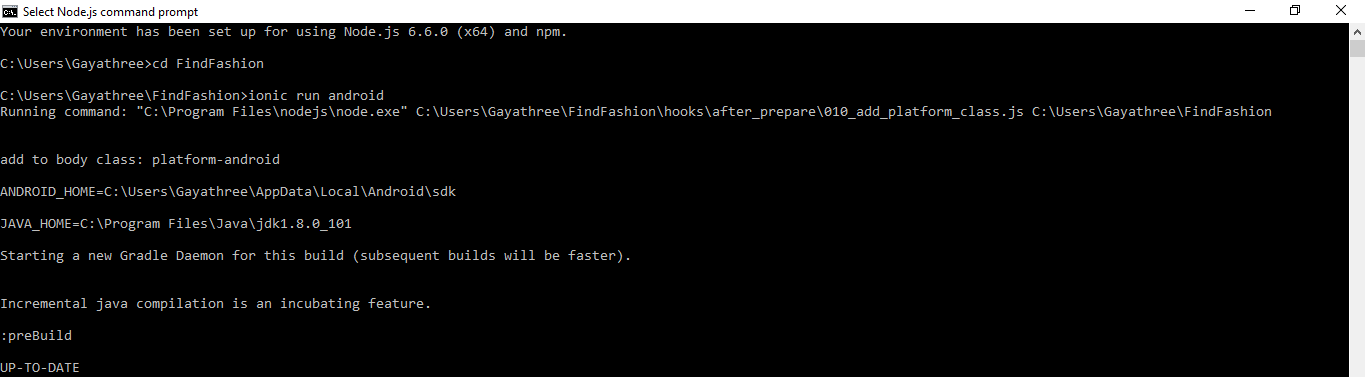 Select Node.js command prompt
Your environment has been set up for using Node.js 6.6.0 (x64) and npm.
C:\Users\Gayathree>cd FindFashion
C:\Users\Gayathree\FindFashion>ionic run android
Running command: "C:\Program Files\nodejs\node.exe" C:\Users\Gayathree\FindFashion\hooks\after_prepare\010_add_platform_class.js C:\Users\Gayathree\FindFashion
add to body class: platform-android
ANDROID_HOME=C:\Users\Gayathree\AppData\Local\Android\sdk
JAVA_HOME=C:\Program Files\Java\jdk1.8.0_101
Starting a new Gradle Daemon for this build (subsequent builds will be faster).
Incremental java compilation is an incubating feature.
:preBuild
UP-TO-DATE